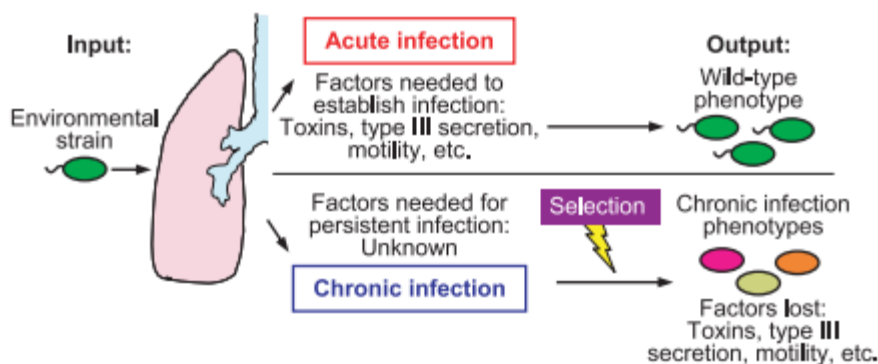 Input:
Environmental
strain
Acute infection
Factors needed to
establish infection:
Toxins, type III secretion,
motility, etc.
Output:
Wild-type
phenotype
Factors needed for
persistent infection:
Unknown
Chronic infection
Selection
Chronic infection
phenotypes
Factors lost:
Toxins, type III
secretion, motility, etc.